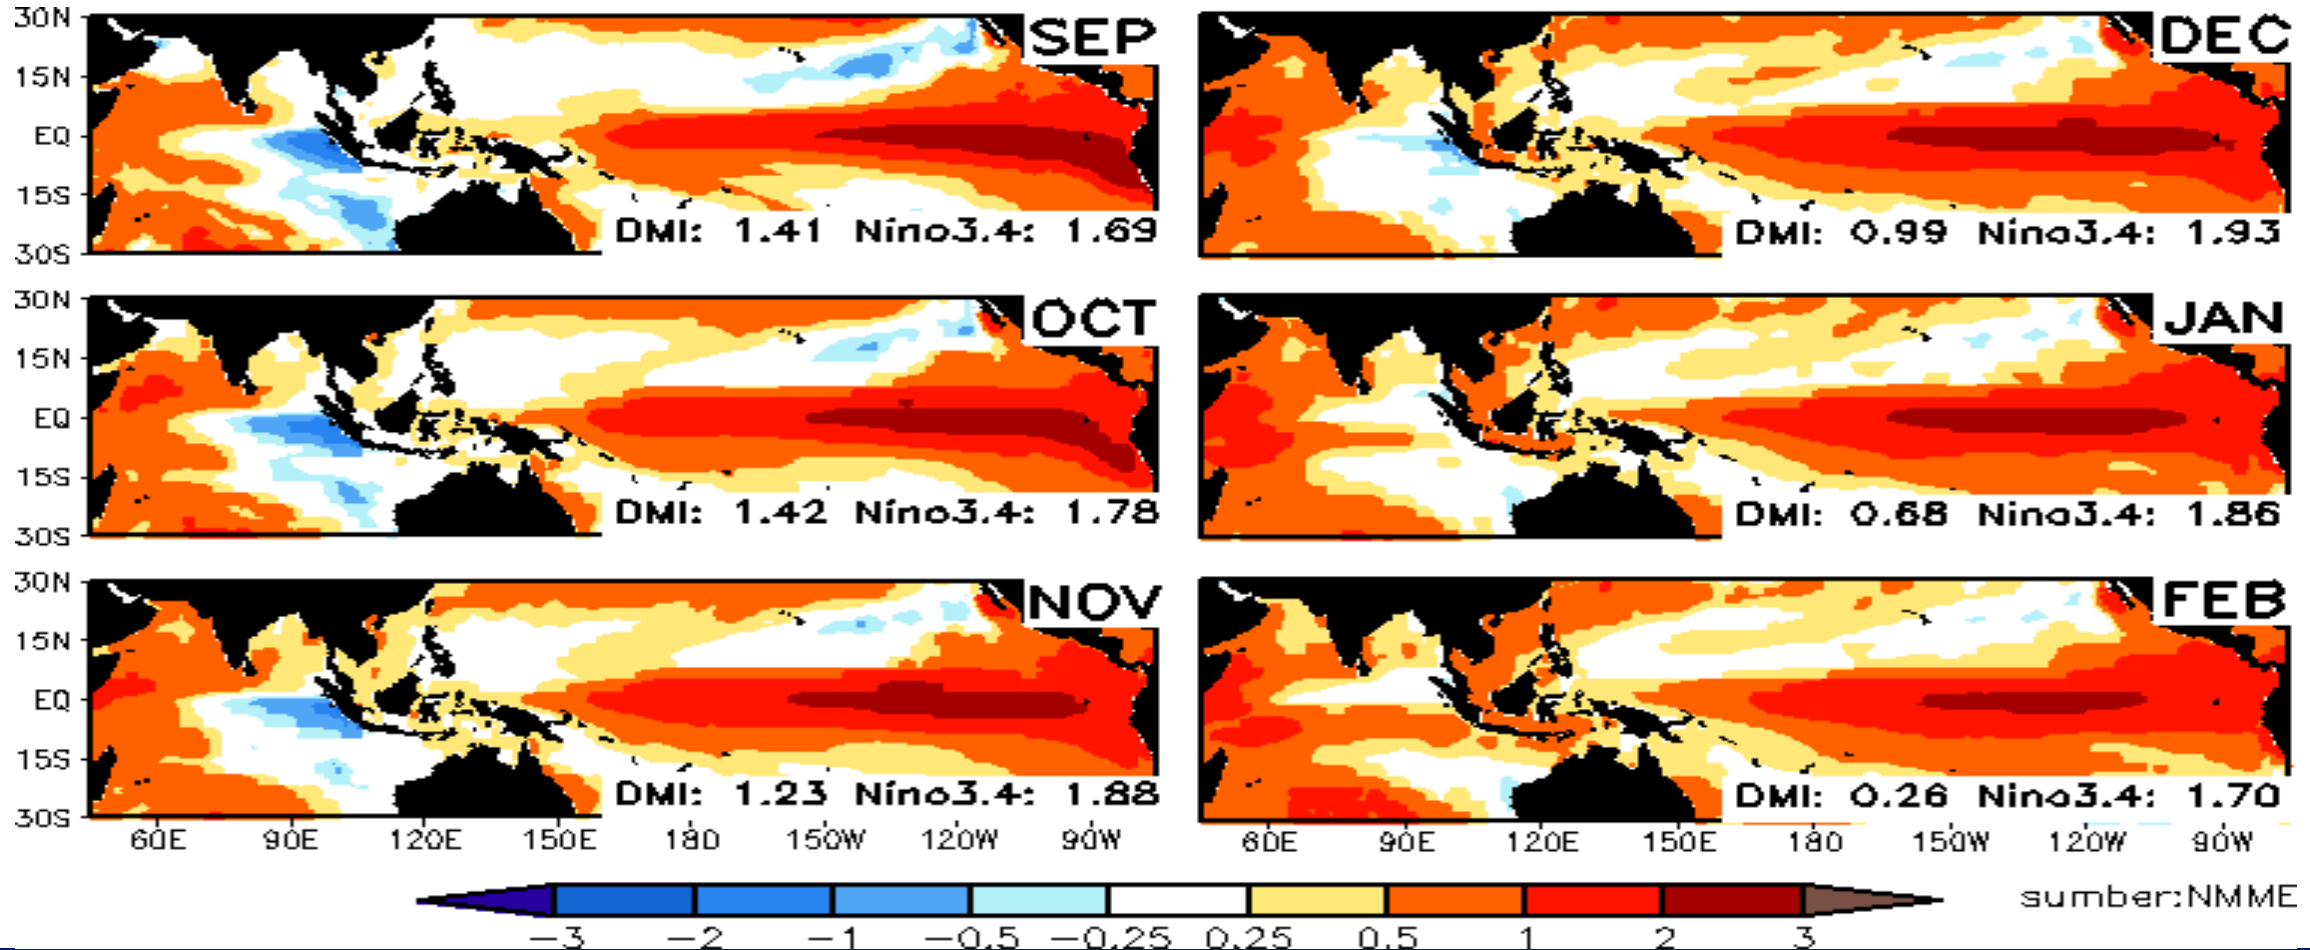 30N
15N
EQ
15S
30S
SEP
DMI: 1.41 Nino3.4: 1.69
DEC
DMI: 0.99 Nino3.4: 1.93
30N
15N
EQ
15S
30S
OCT
DMI: 1.42 Nino3.4: 1.78
JAN
DMI: 0.68 Nino3.4: 1.86
30N
15N
EQ
15S
30S
NOV
DMI: 1.23 Nino3.4: 1.88
FEB
DMI: 0.26 Nino3.4: 1.70
60E 90E 120E 150E 180 150W 120W 90W
60E 90E 120E 150E 180 150W 120W 90W
-3 -2 -1 -0.5 -0.25 0.25 0.5 1 2 3
sumber:NMME